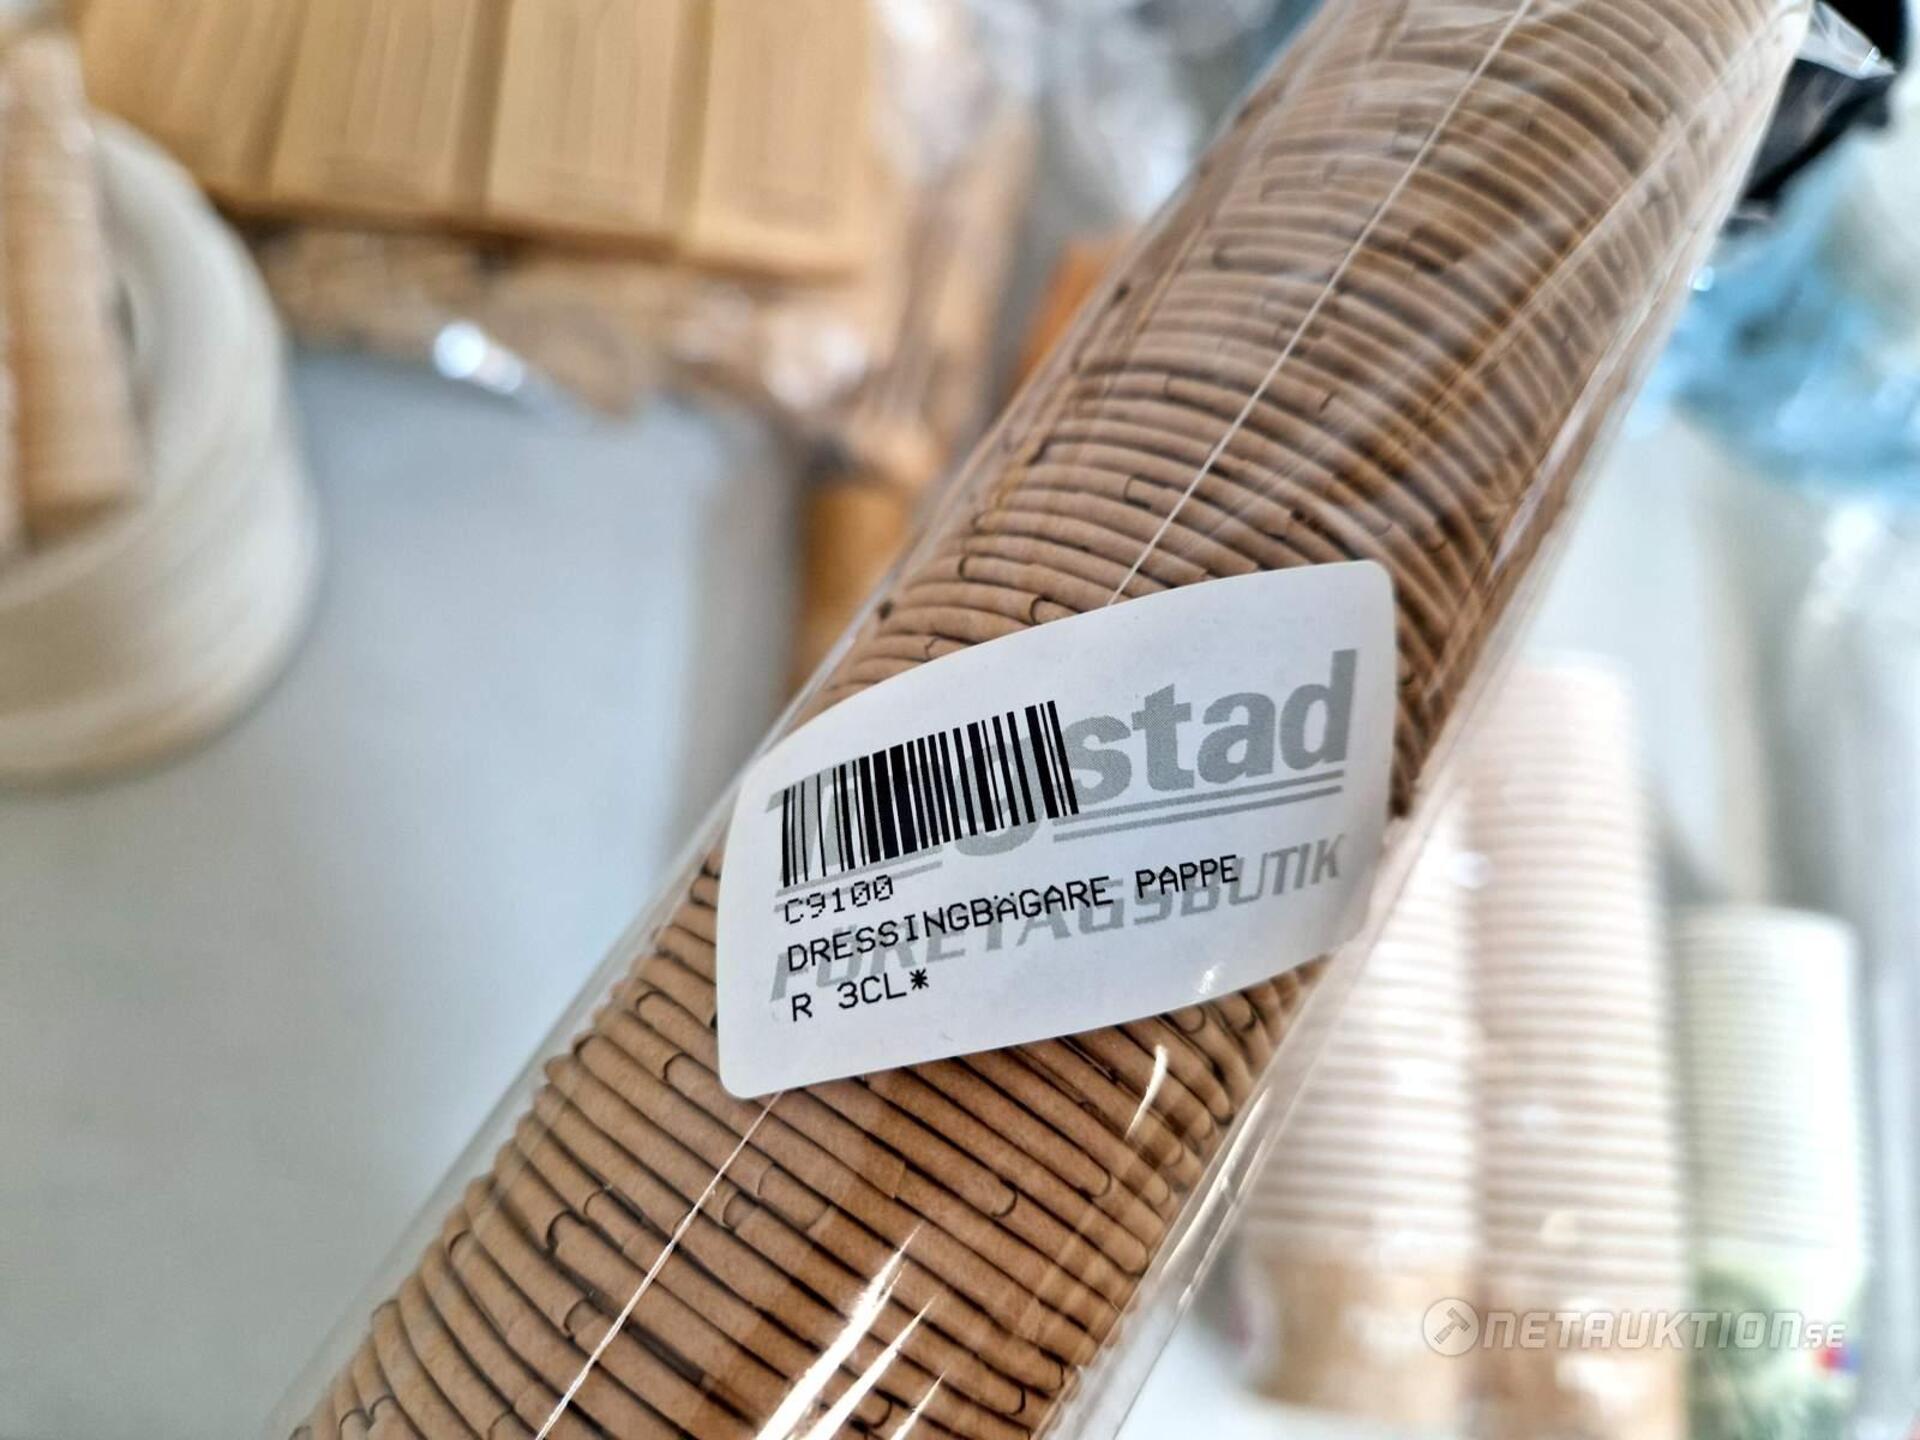 stad
FÖRETAGSBUTIK
C9100
DRESSINGBÄGARE PAPPE
R 3CL*
NETAUKTION.SE